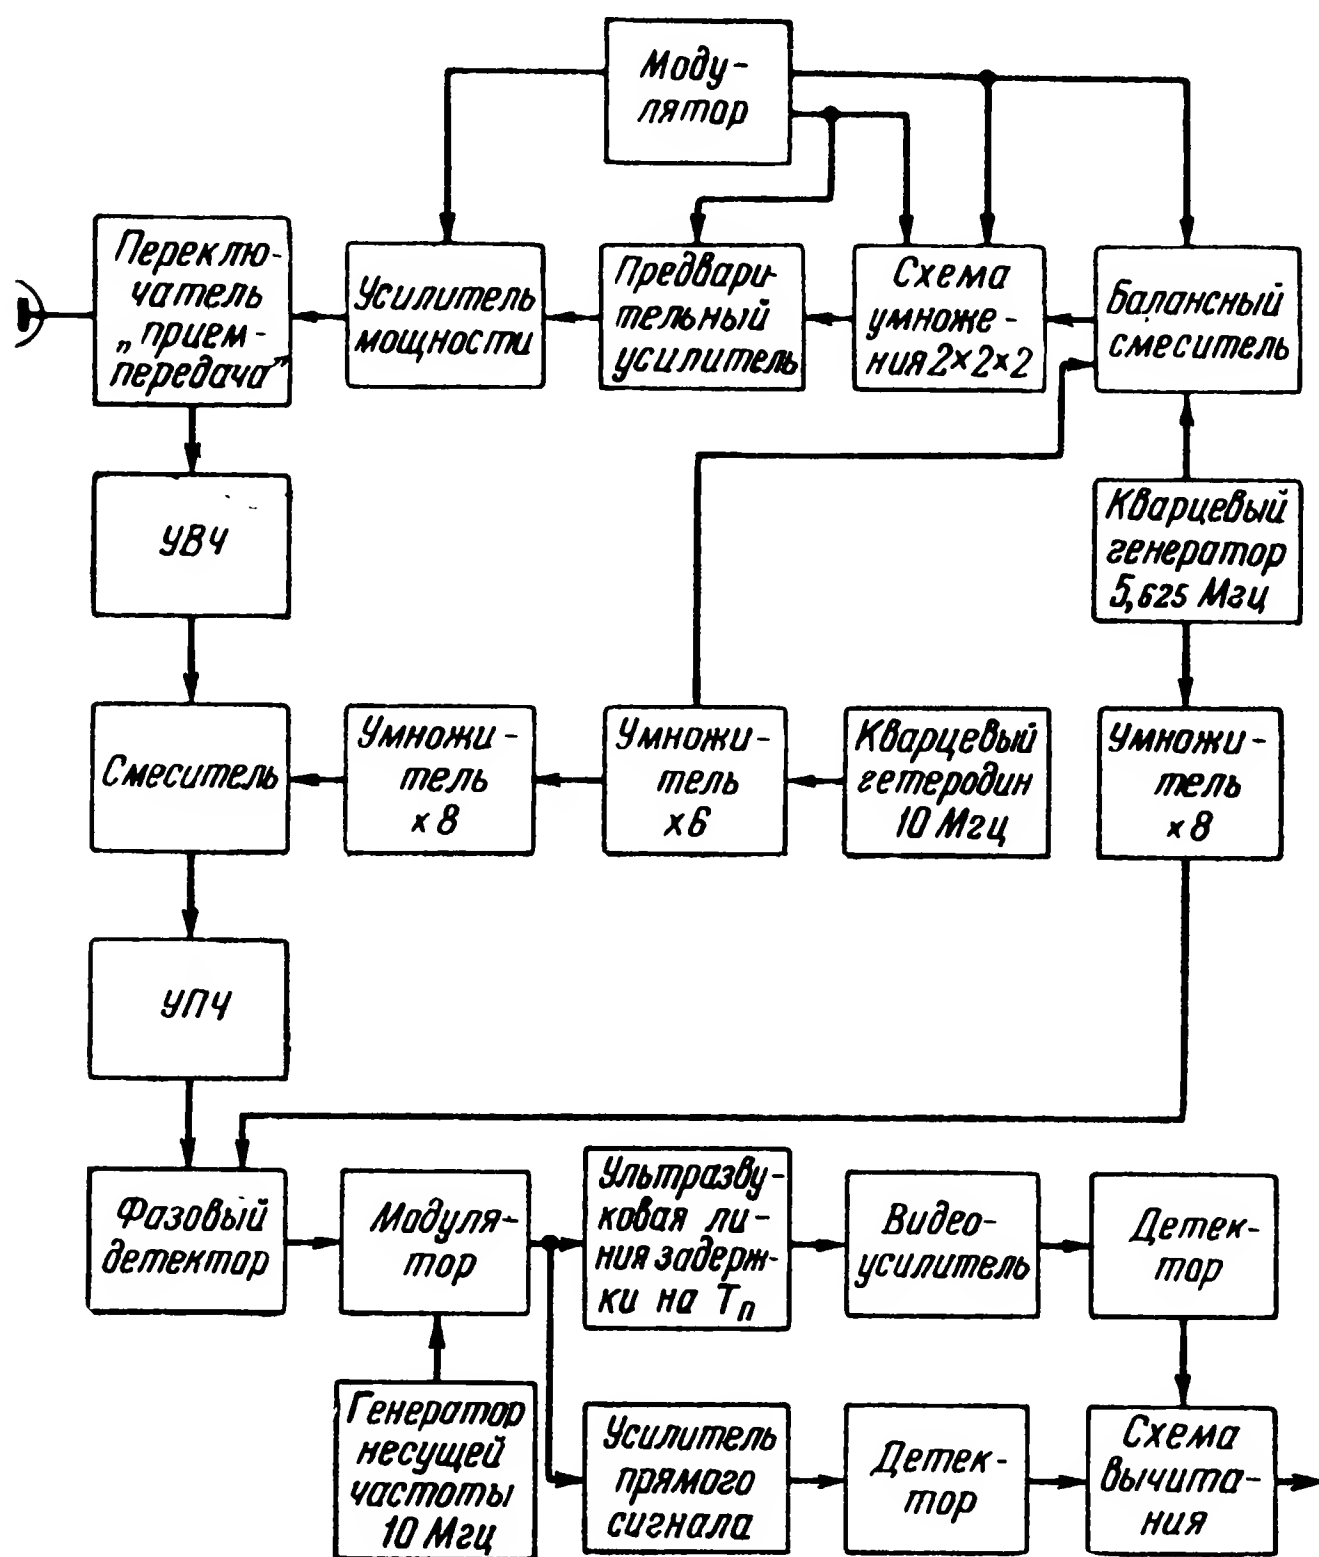 Моду-
лятор
Переклю-
чатель
„прием-
передача”
Усилитель
мощности
Предвари-
тельный
усилитель
Схема
умноже-
ния 2×2×2
Балансный
смеситель
УВЧ
Кварцевый
генератор
5,625 Мгц
Смеситель
Умножи-
тель
×8
Умножи-
тель
×6
Кварцевый
гетеродин
10 Мгц
Умножи-
тель
×8
УПЧ
Фазовый
детектор
Модуля-
тор
Ультразву-
ковая ли-
ния задерж-
ки на Tп
Видео-
усилитель
Детек-
тор
Генератор
несущей
частоты
10 Мгц
Усилитель
прямого
сигнала
Детек-
тор
Схема
вычита-
ния